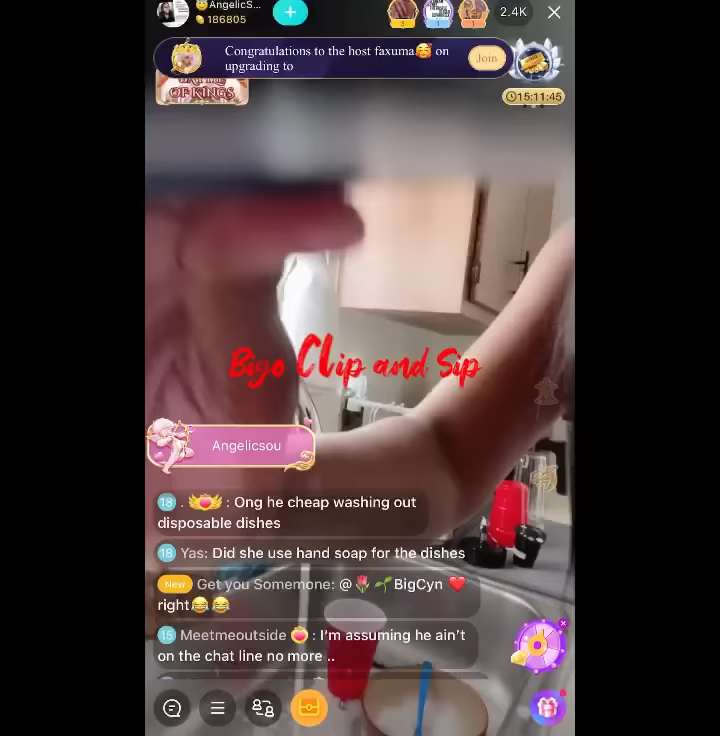 AngelicS...
186805
2.4K
Congratulations to the host faxuma🥰 on
upgrading to
Join
OF KINGS
15:11:45
Bigo Clip and Sip
Angelicsou
18 . : Ong he cheap washing out
disposable dishes
18 Yas: Did she use hand soap for the dishes
New Get you Somemone: @🌷🌱BigCyn ❤️
right😂😂
15 Meetmeoutside : I'm assuming he ain't
on the chat line no more ..